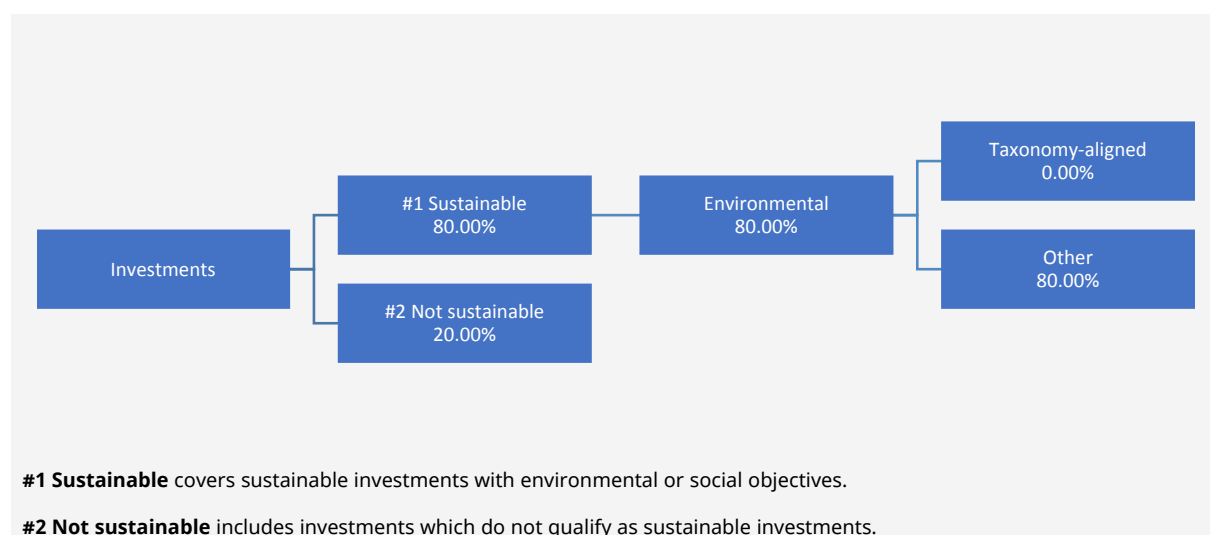 Investments
#1 Sustainable
80.00%
#2 Not sustainable
20.00%
Environmental
80.00%
Taxonomy-aligned
0.00%
Other
80.00%
#1 Sustainable covers sustainable investments with environmental or social objectives.
#2 Not sustainable includes investments which do not qualify as sustainable investments.